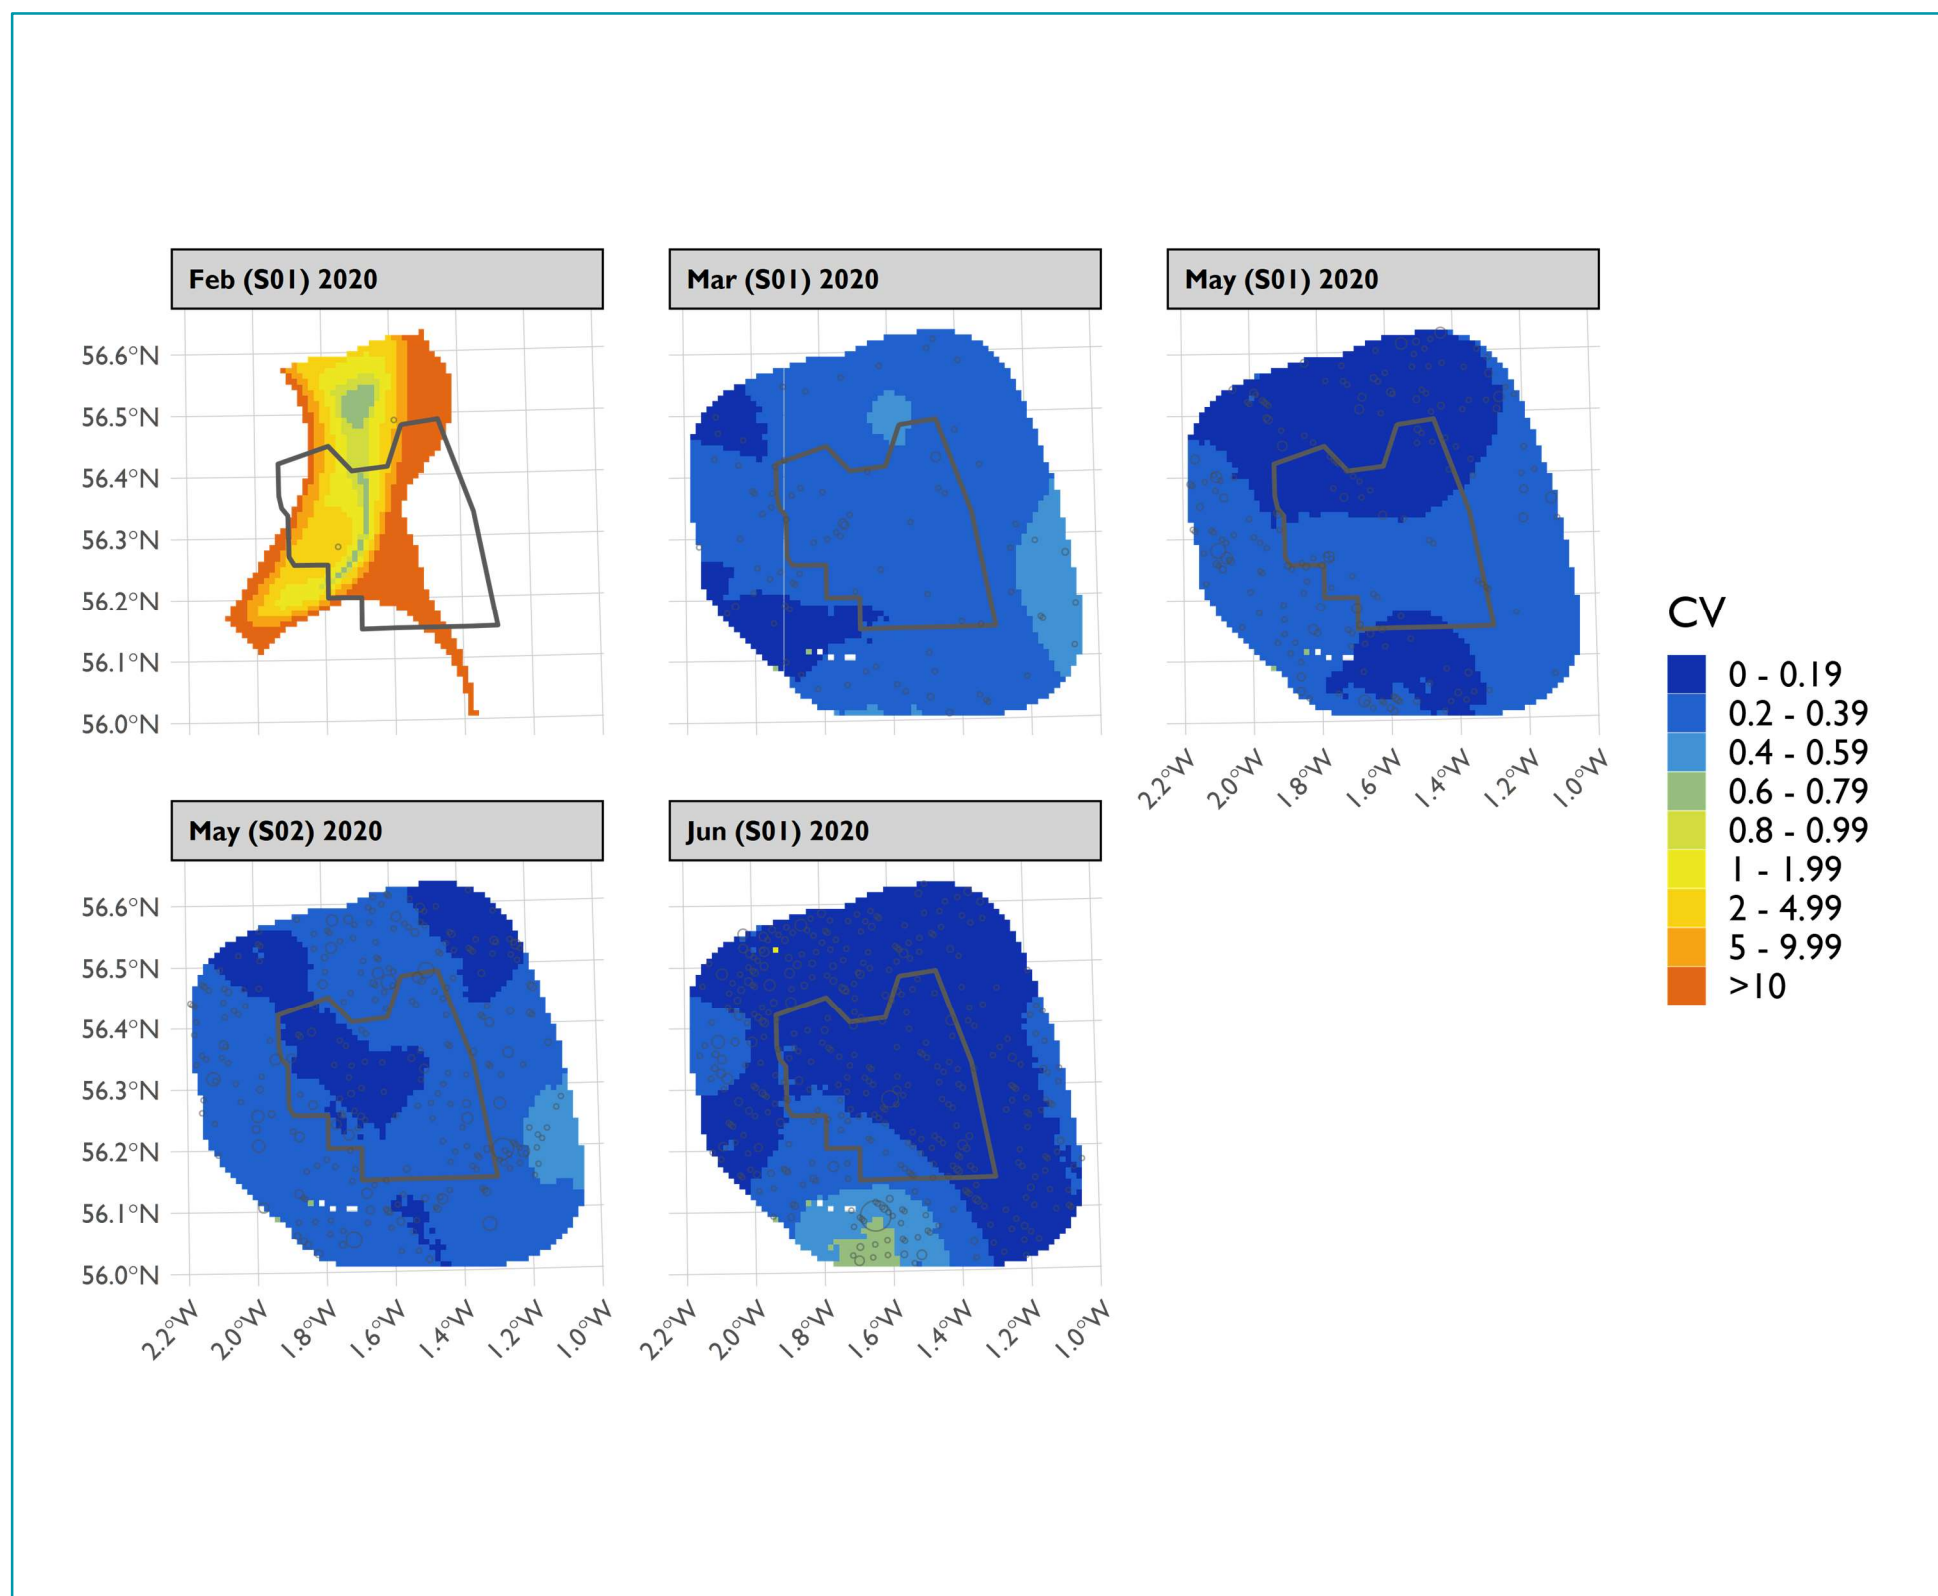 Feb (S01) 2020
Mar (S01) 2020
May (S01) 2020
56.6°N
56.5°N
56.4°N
56.3°N
56.2°N
56.1°N
56.0°N
2.2°W
2.0°W
1.8°W
1.6°W
1.4°W
1.2°W
1.0°W
CV
0 - 0.19
0.2 - 0.39
0.4 - 0.59
0.6 - 0.79
0.8 - 0.99
1 - 1.99
2 - 4.99
5 - 9.99
>10
May (S02) 2020
Jun (S01) 2020
56.6°N
56.5°N
56.4°N
56.3°N
56.2°N
56.1°N
56.0°N
2.2°W
2.0°W
1.8°W
1.6°W
1.4°W
1.2°W
1.0°W
2.2°W
2.0°W
1.8°W
1.6°W
1.4°W
1.2°W
1.0°W